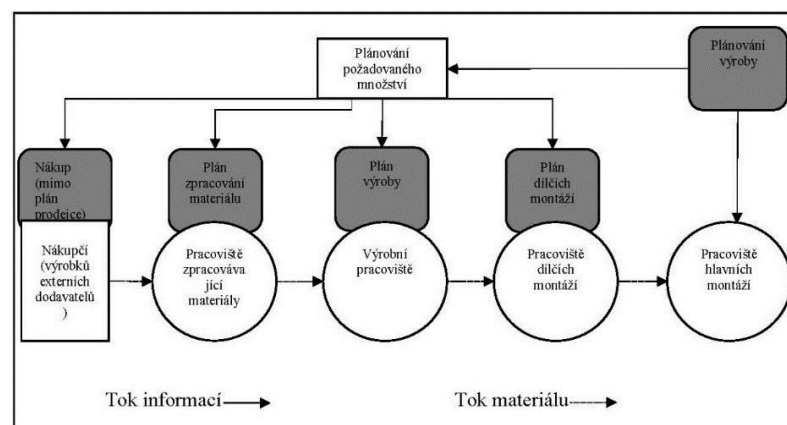 Plánování
požadovaného
množství
Plánování
výroby
Nákup
(mimo
plán
prodejce)
Plán
zpracování
materiálu
Plán
výroby
Plán
dílčích
montáží
Nákupčí
(výrobků
externích
dodavatelů
)
Pracoviště
zpracováva
jící
materiály
Výrobní
pracoviště
Pracoviště
dílčích
montáží
Pracoviště
hlavních
montáží
Tok informací
Tok materiálu